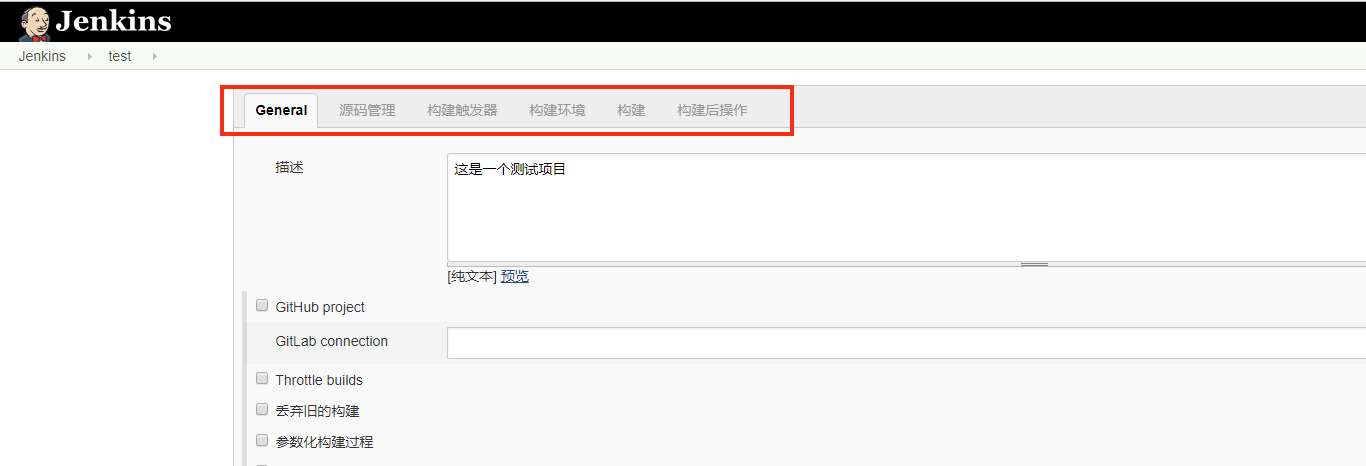 Jenkins
Jenkins test
General 源码管理 构建触发器 构建环境 构建 构建后操作
描述 这是一个测试项目
[纯文本] 预览
GitHub project
GitLab connection
Throttle builds
丢弃旧的构建
参数化构建过程